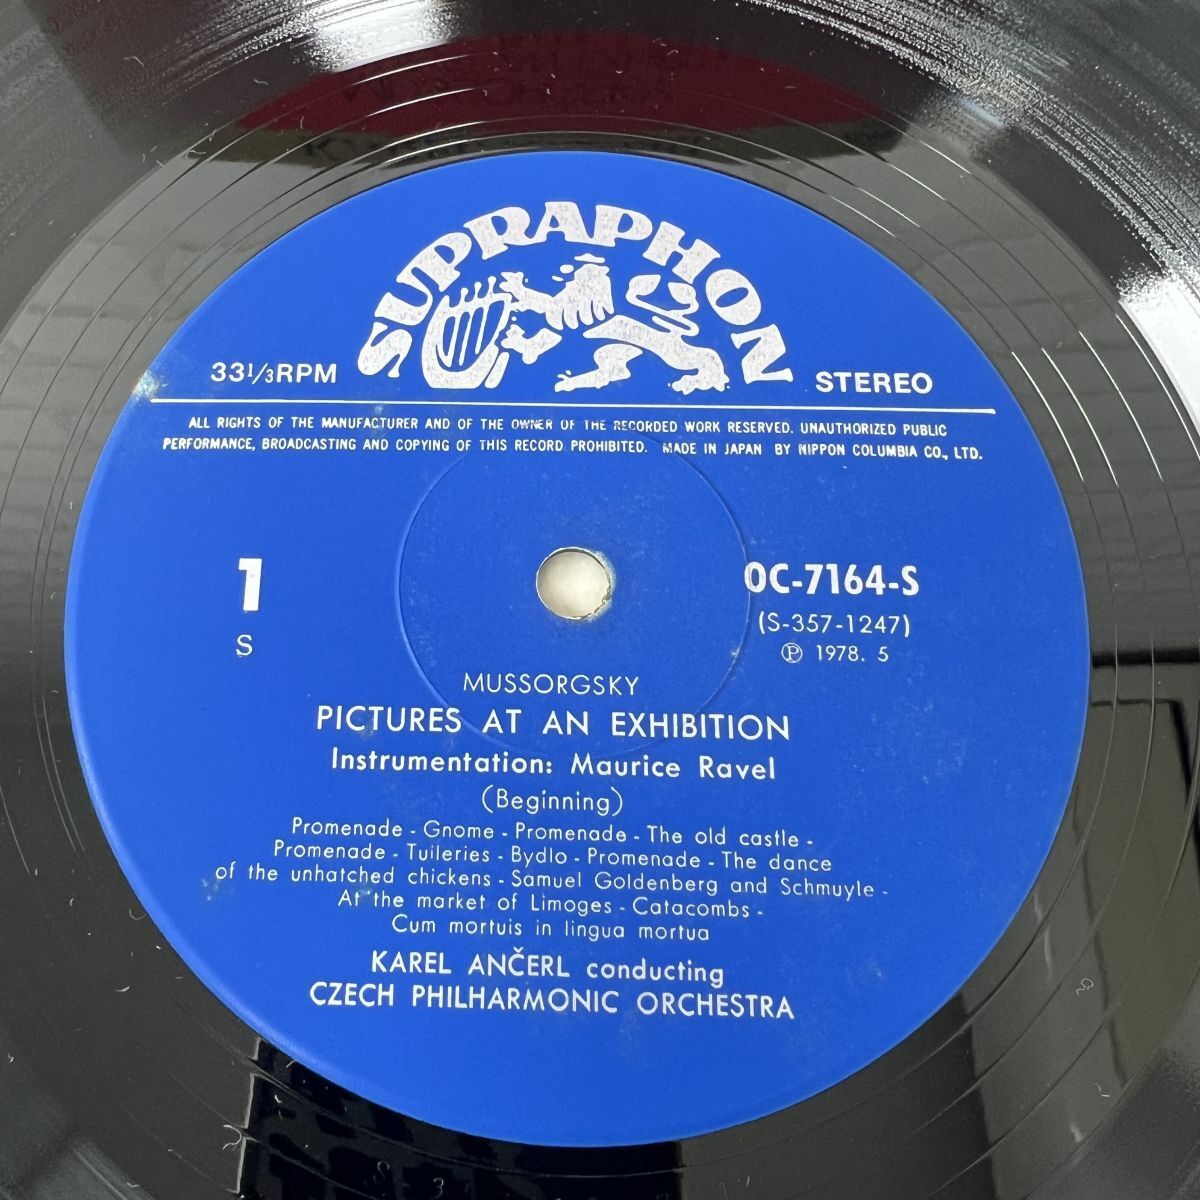 SUPRAPHON
33 1/3 RPM
STEREO
ALL RIGHTS OF THE MANUFACTURER AND OF THE OWNER OF THE RECORDED WORK RESERVED. UNAUTHORIZED PUBLIC
PERFORMANCE, BROADCASTING AND COPYING OF THIS RECORD PROHIBITED. MADE IN JAPAN BY NIPPON COLUMBIA CO., LTD.
1
S
OC-7164-S
(S-357-1247)
℗ 1978. 5
MUSSORGSKY
PICTURES AT AN EXHIBITION
Instrumentation: Maurice Ravel
(Beginning)
Promenade - Gnome - Promenade - The old castle -
Promenade - Tuileries - Bydlo - Promenade - The dance
of the unhatched chickens - Samuel Goldenberg and Schmuyle -
At the market of Limoges - Catacombs -
Cum mortuis in lingua mortua
KAREL ANČERL conducting
CZECH PHILHARMONIC ORCHESTRA